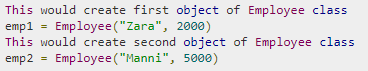 This would create first object of Employee class
emp1 = Employee("Zara", 2000)
This would create second object of Employee class
emp2 = Employee("Manni", 5000)